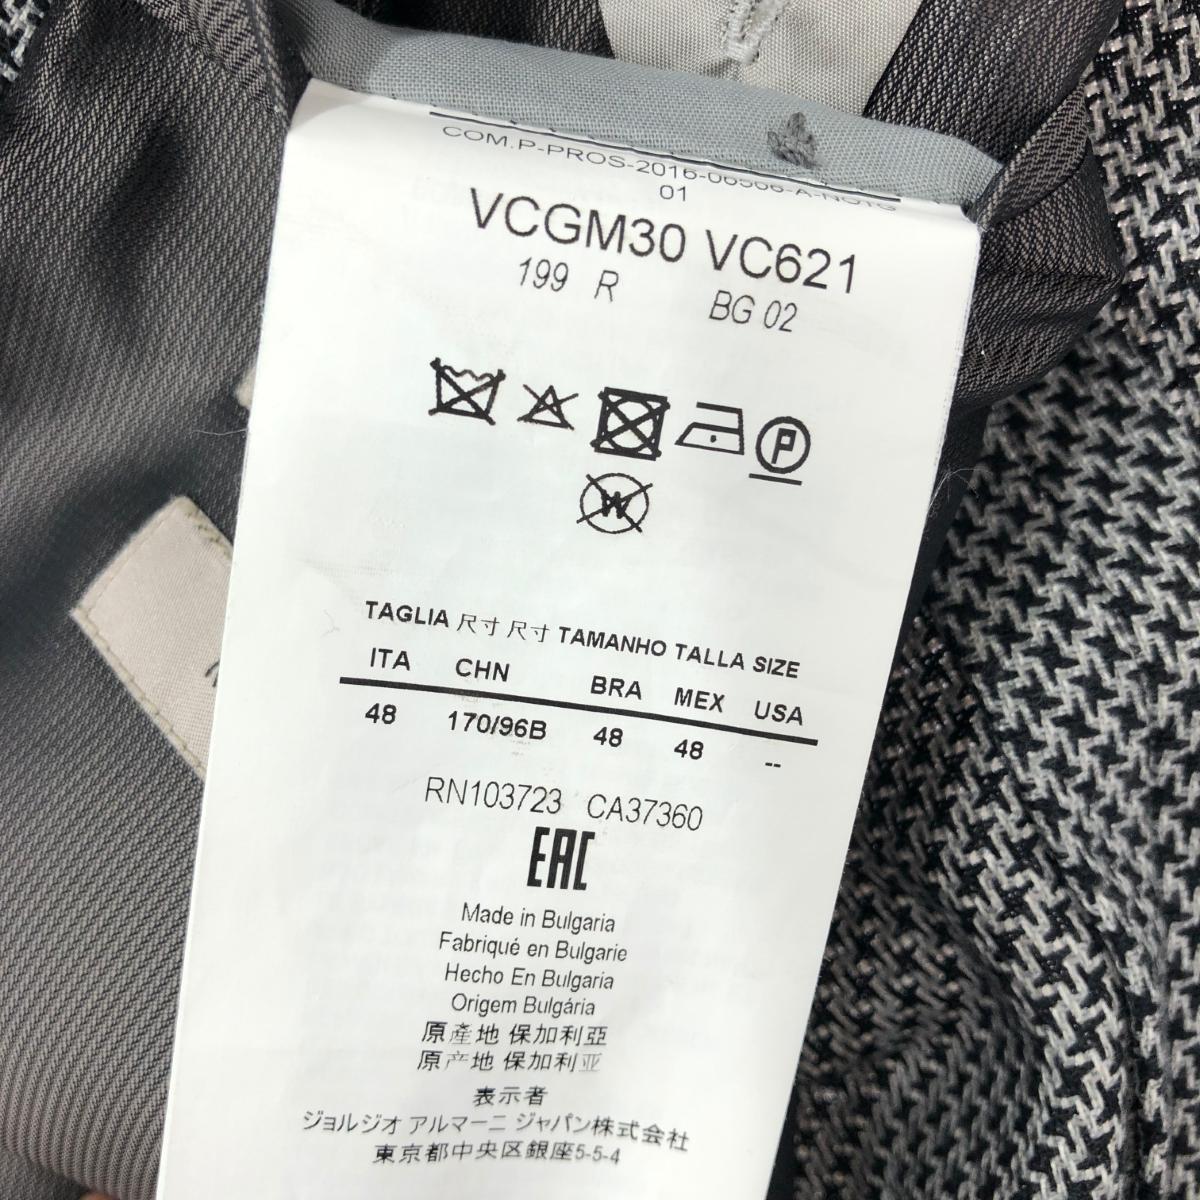 COM.P-PROS-2016-06506-A-NOTG
01
VCGM30 VC621
199 R BG 02
P
W
TAGLIA 尺寸 尺寸 TAMANHO TALLA SIZE
ITA CHN BRA MEX USA
48 170/96B 48 48 --
RN103723 CA37360
EAC
Made in Bulgaria
Fabriqué en Bulgarie
Hecho En Bulgaria
Origem Bulgária
原產地 保加利亞
原产地 保加利亚
表示者
ジョルジオ アルマーニ ジャパン株式会社
東京都中央区銀座5-5-4